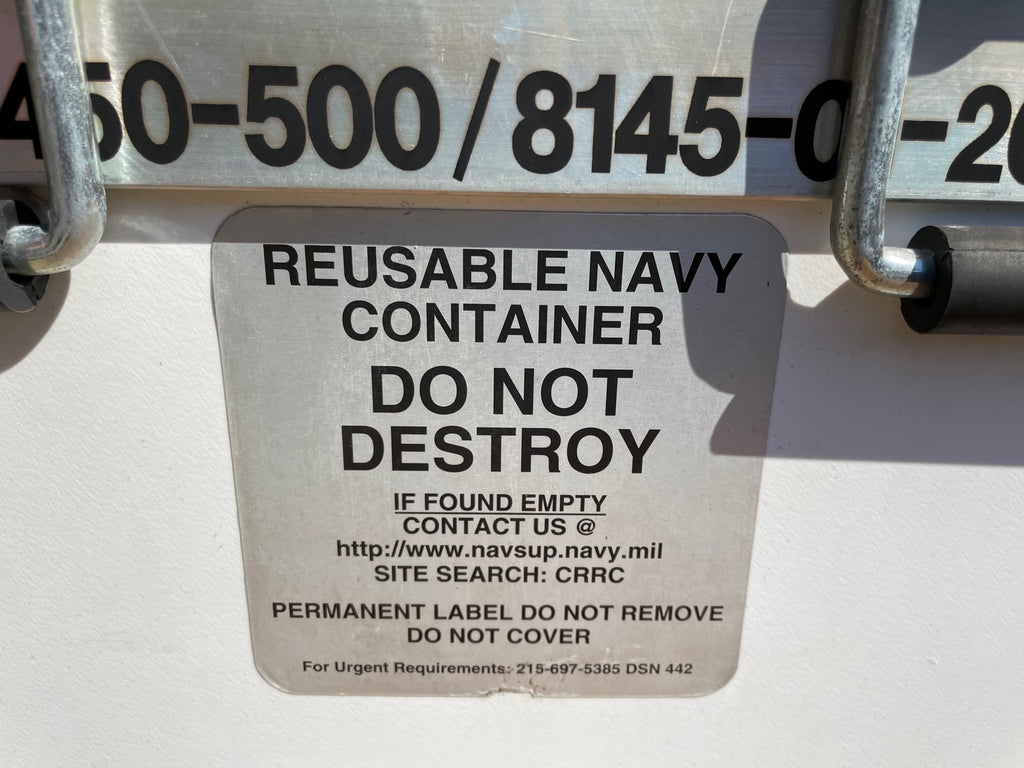 450-500/8145-0 -20
REUSABLE NAVY
CONTAINER
DO NOT
DESTROY
IF FOUND EMPTY
CONTACT US @
http://www.navsup.navy.mil
SITE SEARCH: CRRC
PERMANENT LABEL DO NOT REMOVE
DO NOT COVER
For Urgent Requirements: 215-697-5385 DSN 442